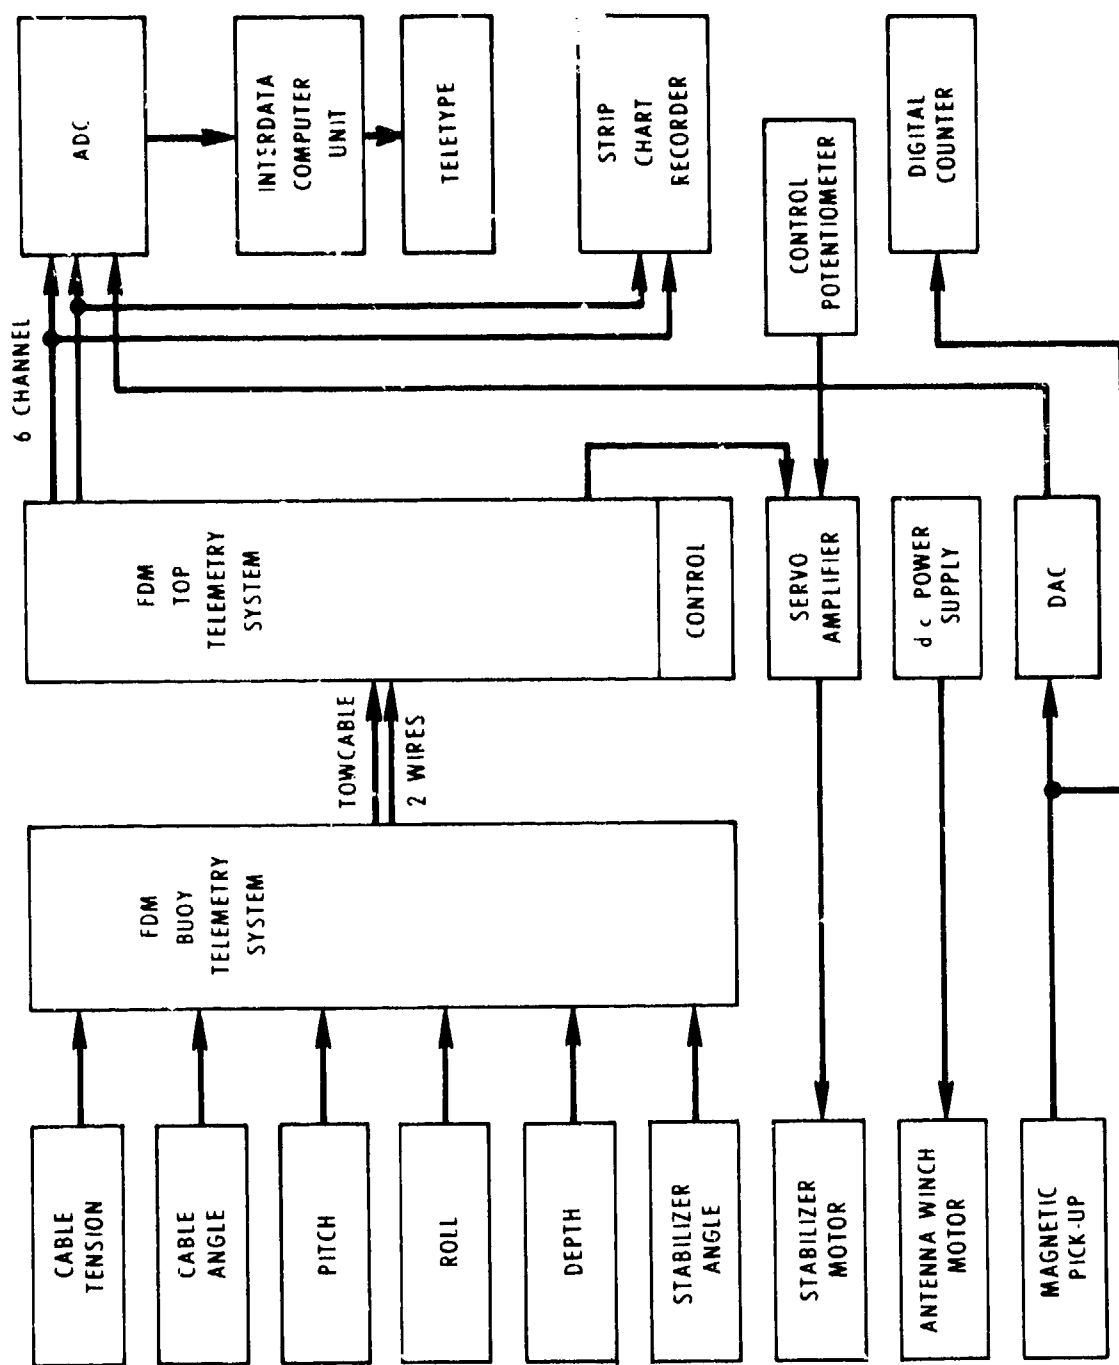 CABLE
TENSION
CABLE
ANGLE
PITCH
ROLL
DEPTH
STABILIZER
ANGLE
STABILIZER
MOTOR
ANTENNA WINCH
MOTOR
MAGNETIC
PICK-UP
FDM
BUOY
TELEMETRY
SYSTEM
TOWCABLE
2 WIRES
FDM
TOP
TELEMETRY
SYSTEM
CONTROL
SERVO
AMPLIFIER
dc POWER
SUPPLY
DAC
6 CHANNEL
CONTROL
POTENTIOMETER
ADC
INTERDATA
COMPUTER
UNIT
TELETYPE
STRIP
CHART
RECORDER
DIGITAL
COUNTER